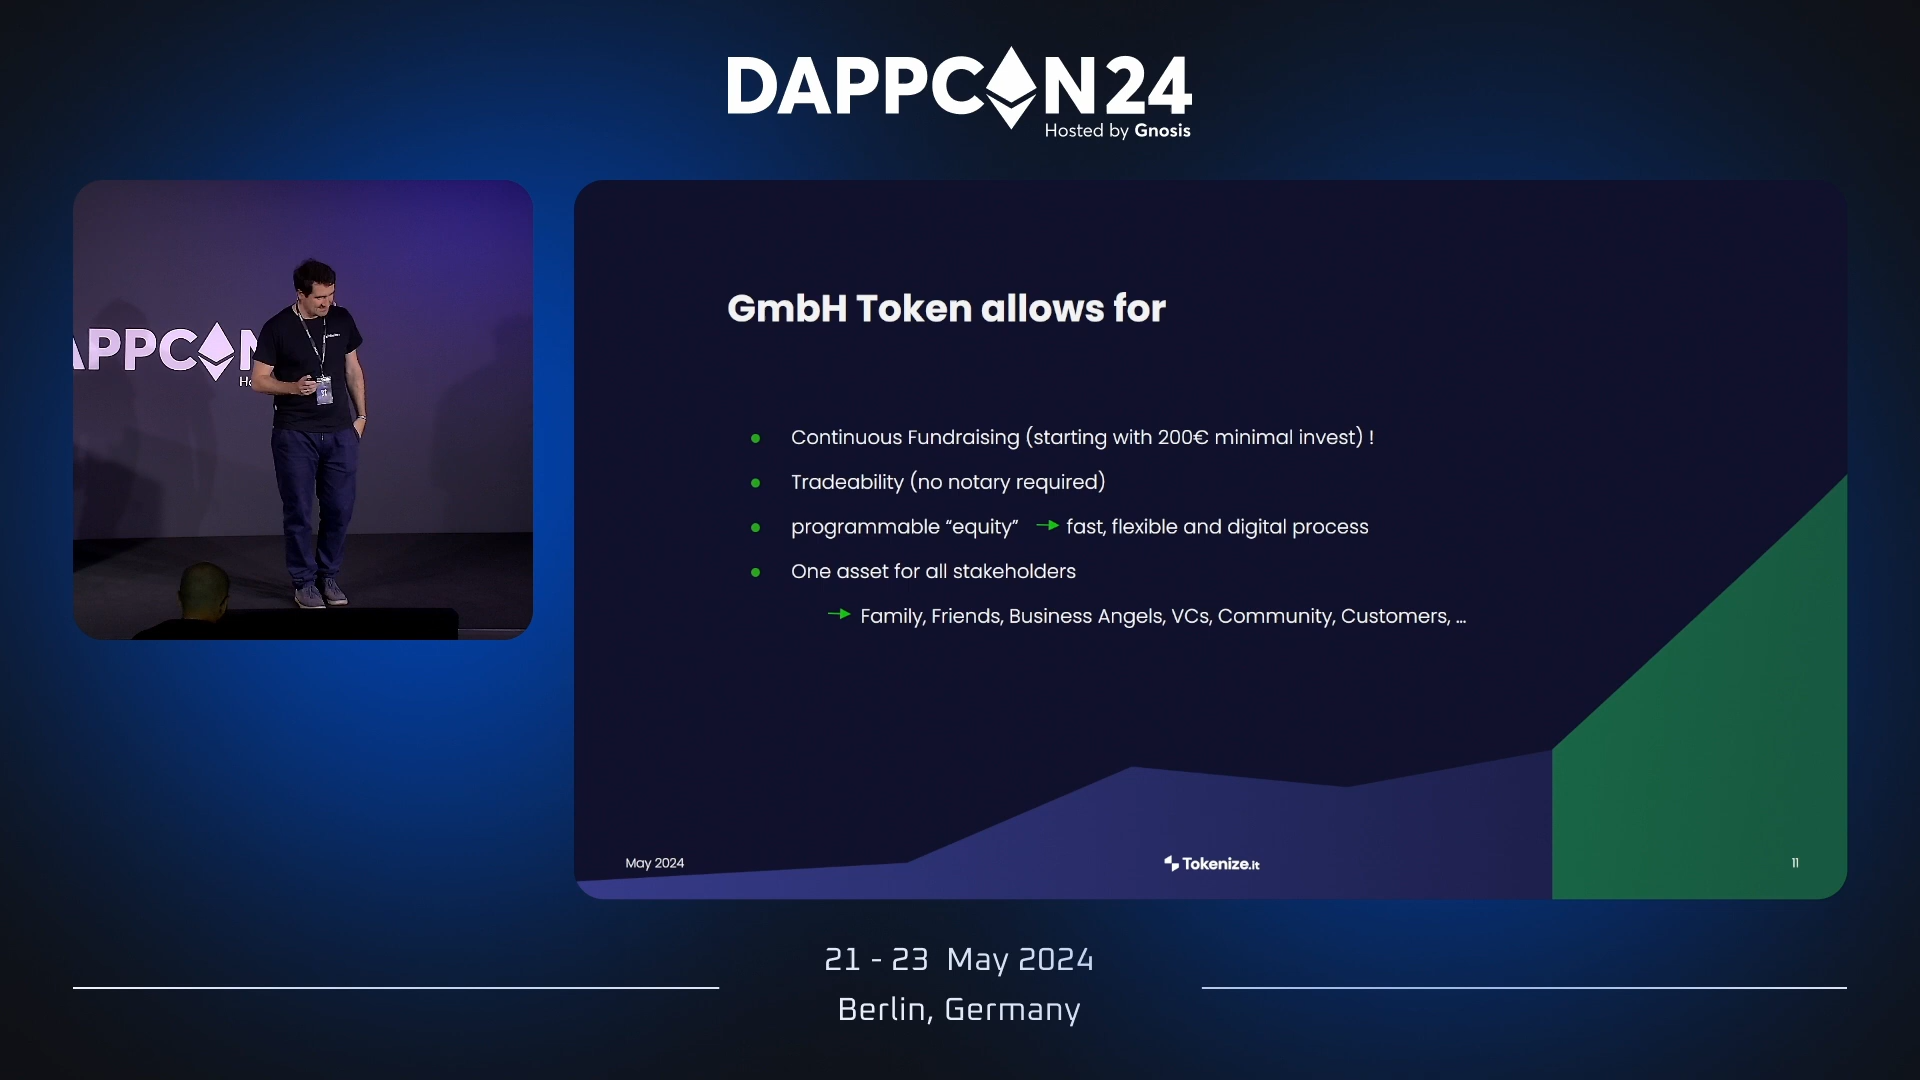 DAPPCON24
Hosted by Gnosis
APPCON
GmbH Token allows for
Continuous Fundraising (starting with 200€ minimal invest) !
Tradeability (no notary required)
programmable “equity” → fast, flexible and digital process
One asset for all stakeholders
→ Family, Friends, Business Angels, VCs, Community, Customers, ...
May 2024
Tokenize.it
11
21 - 23 May 2024
Berlin, Germany